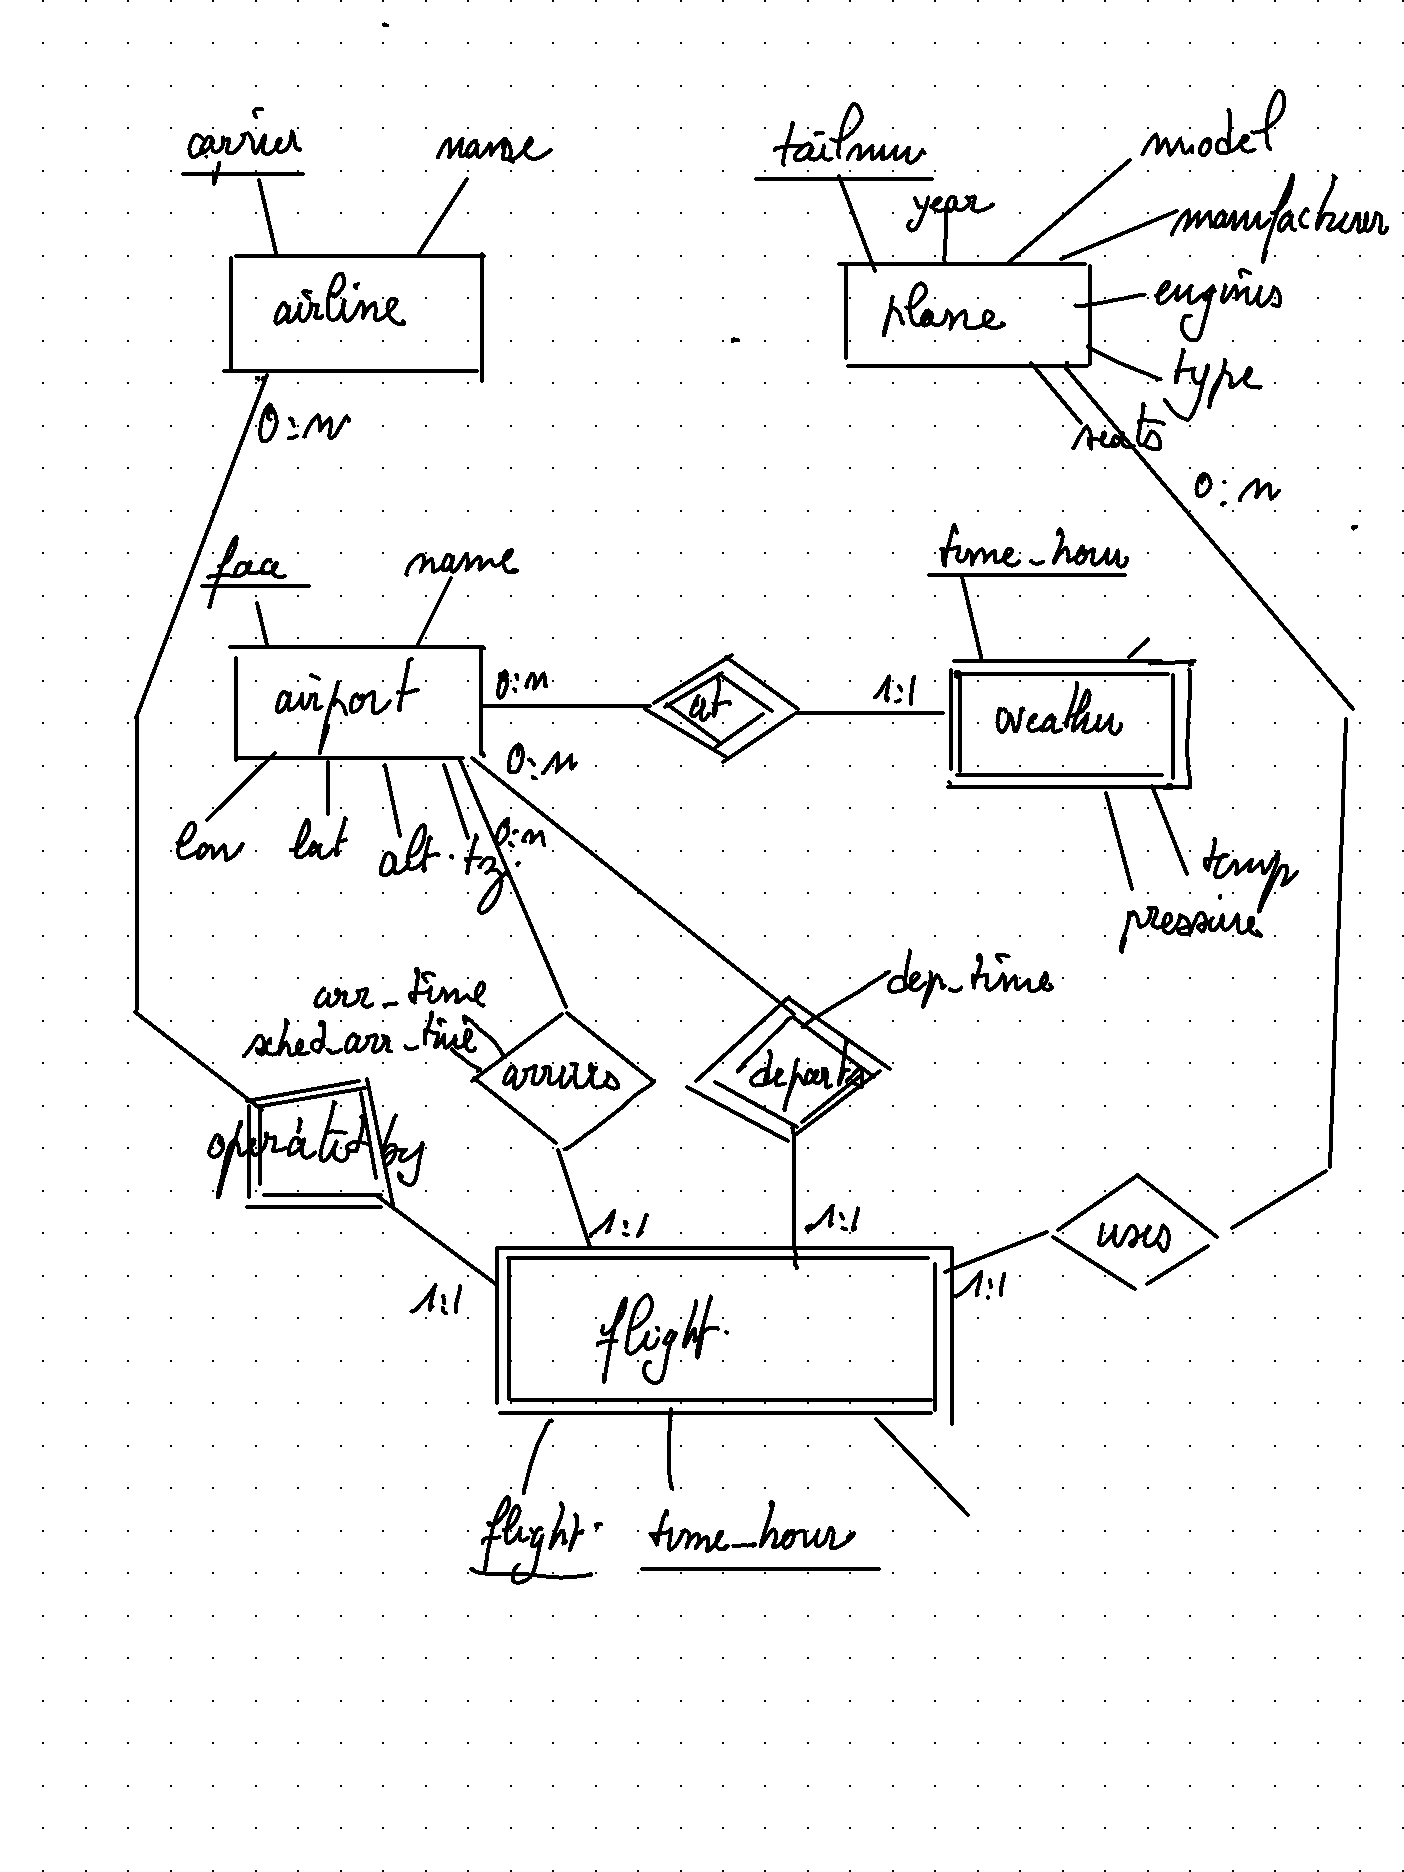 carrier name
tailnum
year
model
manufacturer
airline
plane
engines
type
seats
0:n
0:n
faa name
time_hour
airport
0:n
at
1:1
weather
0:n
lon lat alt tz
0:n
temp
pressure
arr_time
sched_arr_time
dep_time
arrives
departs
operated by
1:1
1:1
uses
1:1
1:1
flight
flight time_hour